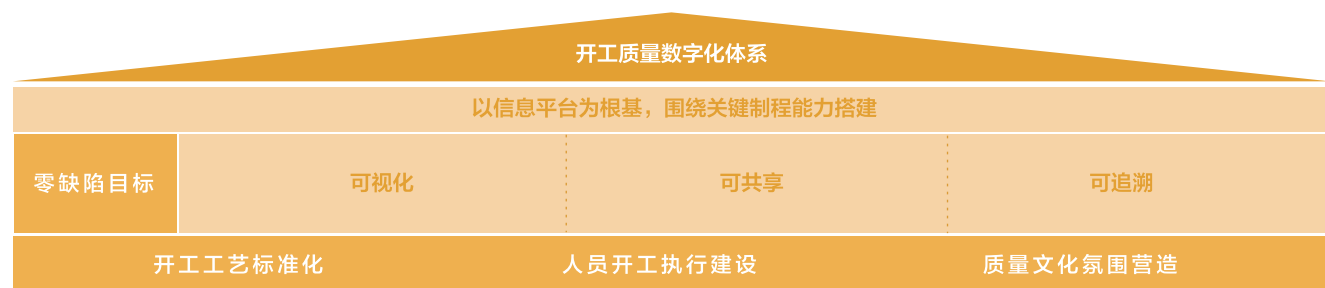 开工质量数字化体系
以信息平台为根基，围绕关键制程能力搭建
零缺陷目标 可视化 可共享 可追溯
开工工艺标准化 人员开工执行建设 质量文化氛围营造